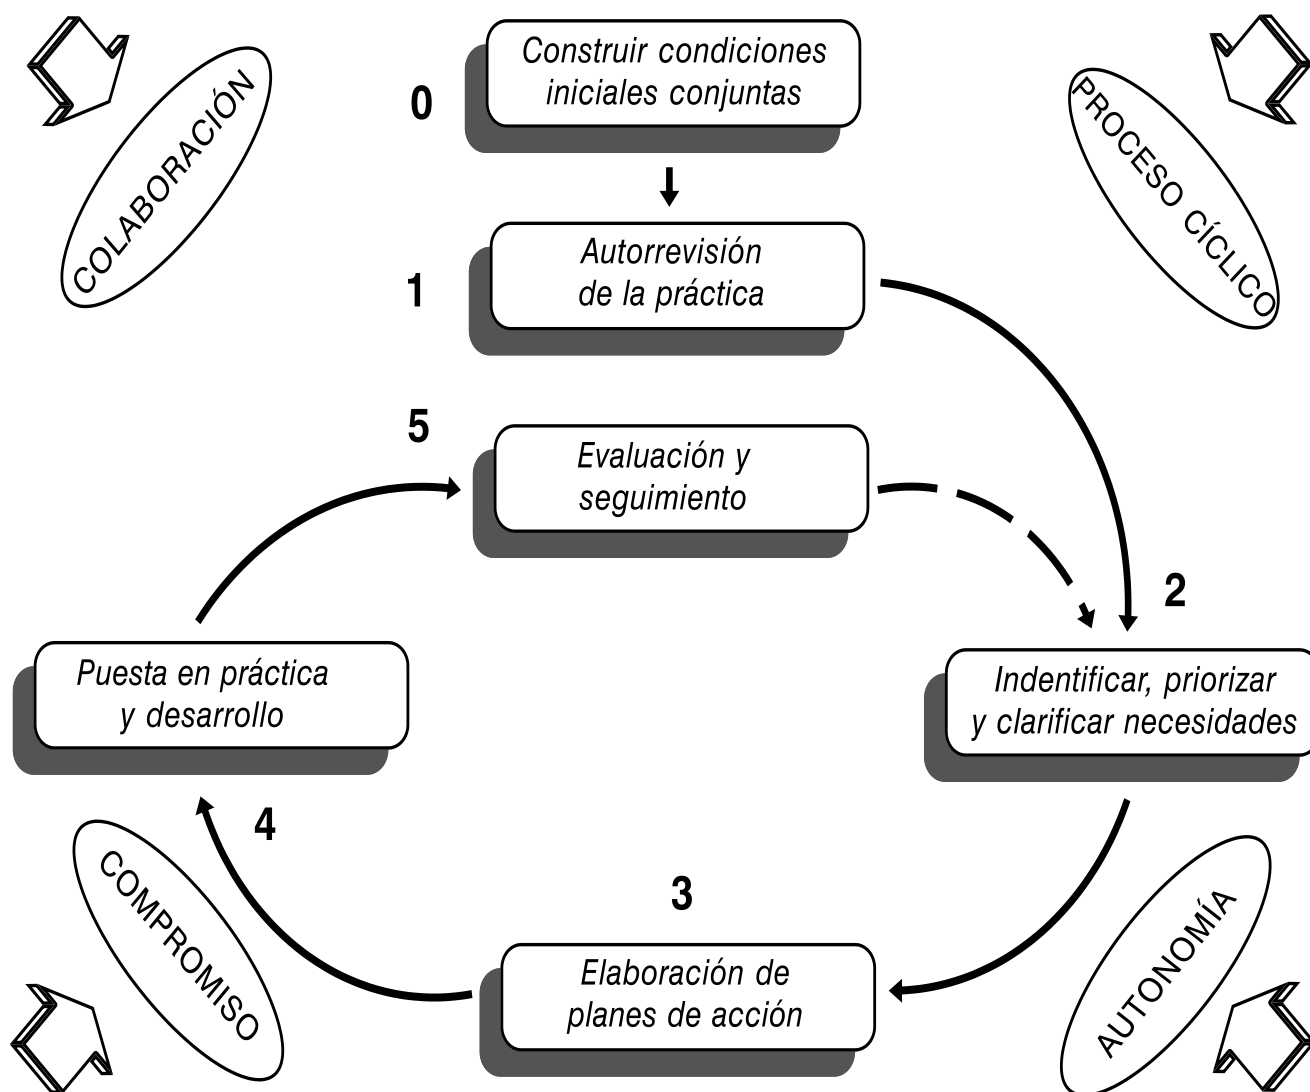 Construir condiciones
iniciales conjuntas
0
COLABORACIÓN
PROCESO CÍCLICO
Autorrevisión
de la práctica
1
5
Evaluación y
seguimiento
2
Puesta en práctica
y desarrollo
Indentificar, priorizar
y clarificar necesidades
4
3
COMPROMISO
AUTONOMÍA
Elaboración de
planes de acción